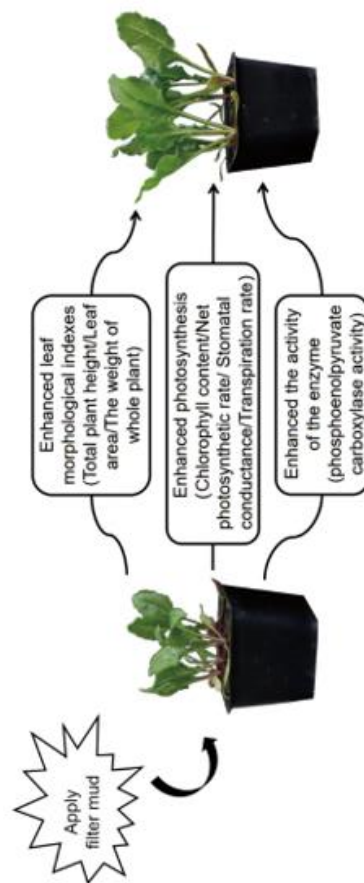 Apply
filter mud
Enhanced leaf
morphological indexes
(Total plant height/Leaf
area/The weight of
whole plant)
Enhanced photosynthesis
(Chlorophyll content/Net
photosynthetic rate/ Stomatal
conductance/Transpiration rate)
Enhanced the activity
of the enzyme
(phosphoenolpyruvate
carboxylase activity)